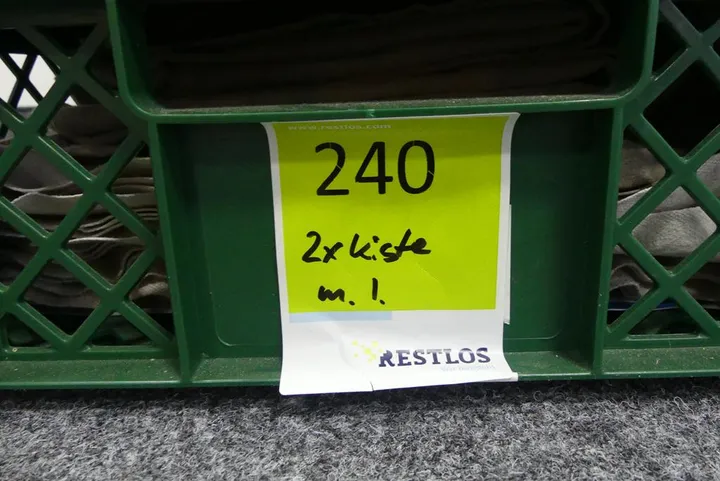 www.restlos.com
240
2x Kiste
m. I.
RESTLOS